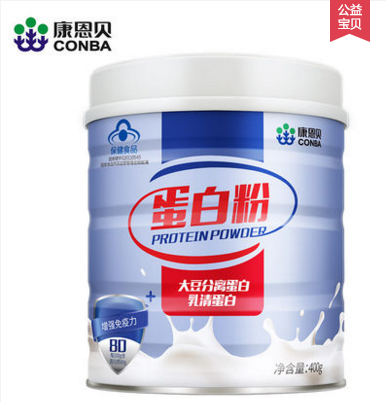 康恩贝
CONBA
公益
宝贝
康恩贝
CONBA
保健食品
蛋白粉
PROTEIN POWDER
大豆分离蛋白
乳清蛋白
增强免疫力
80
净含量:400g